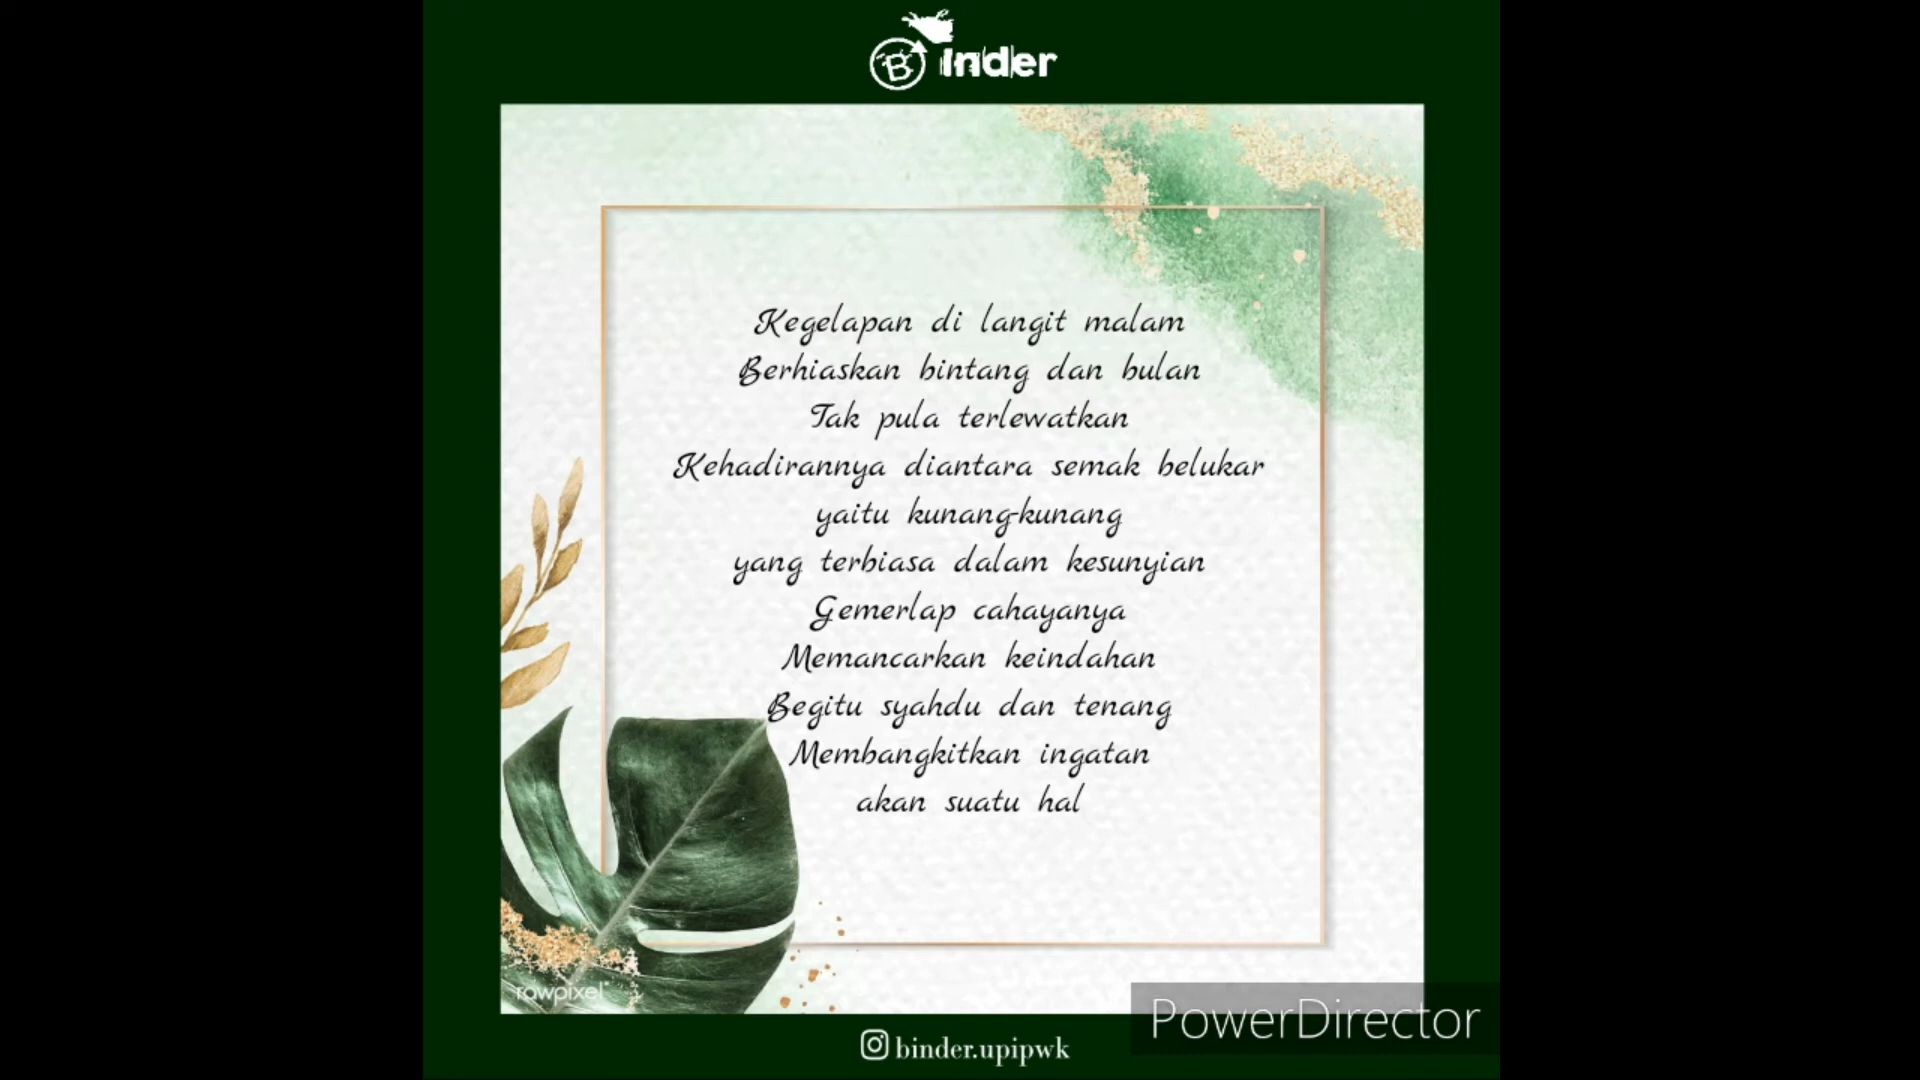 Binder
Kegelapan di langit malam
Berhiaskan bintang dan bulan
Tak pula terlewatkan
Kehadirannya diantara semak belukar
yaitu kunang-kunang
yang terbiasa dalam kesunyian
Gemerlap cahayanya
Memancarkan keindahan
Begitu syahdu dan tenang
Membangkitkan ingatan
akan suatu hal
rawpixel
PowerDirector
binder.upipwk